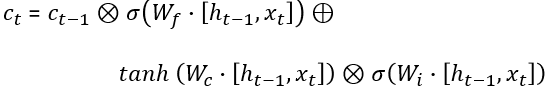 c_t = c_{t−1} ⊗ σ(W_f · [h_{t−1}, x_t]) ⊕
tanh (W_c · [h_{t−1}, x_t]) ⊗ σ(W_i · [h_{t−1}, x_t])